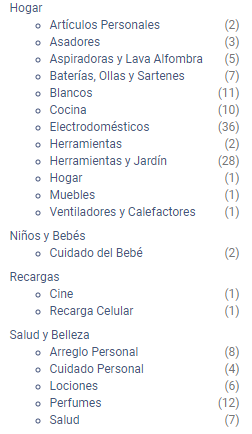 Hogar
Artículos Personales (2)
Asadores (3)
Aspiradoras y Lava Alfombra (5)
Baterías, Ollas y Sartenes (7)
Blancos (11)
Cocina (10)
Electrodomésticos (36)
Herramientas (2)
Herramientas y Jardín (28)
Hogar (1)
Muebles (1)
Ventiladores y Calefactores (1)
Niños y Bebés
Cuidado del Bebé (2)
Recargas
Cine (1)
Recarga Celular (1)
Salud y Belleza
Arreglo Personal (8)
Cuidado Personal (4)
Lociones (6)
Perfumes (12)
Salud (7)